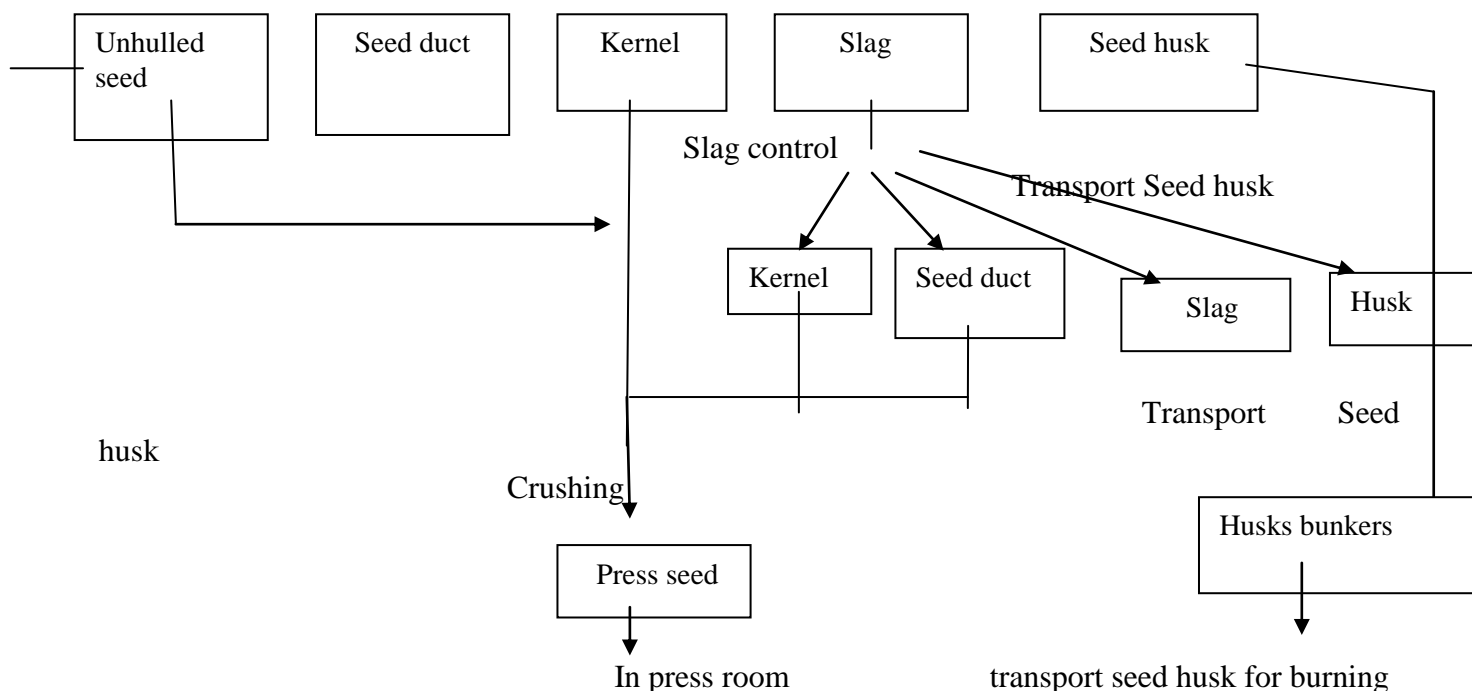 Unhulled
seed
Seed duct
Kernel
Slag
Seed husk
Slag control
Transport Seed husk
Kernel
Seed duct
Slag
Husk
Transport Seed
husk
Crushing
Husks bunkers
Press seed
In press room
transport seed husk for burning